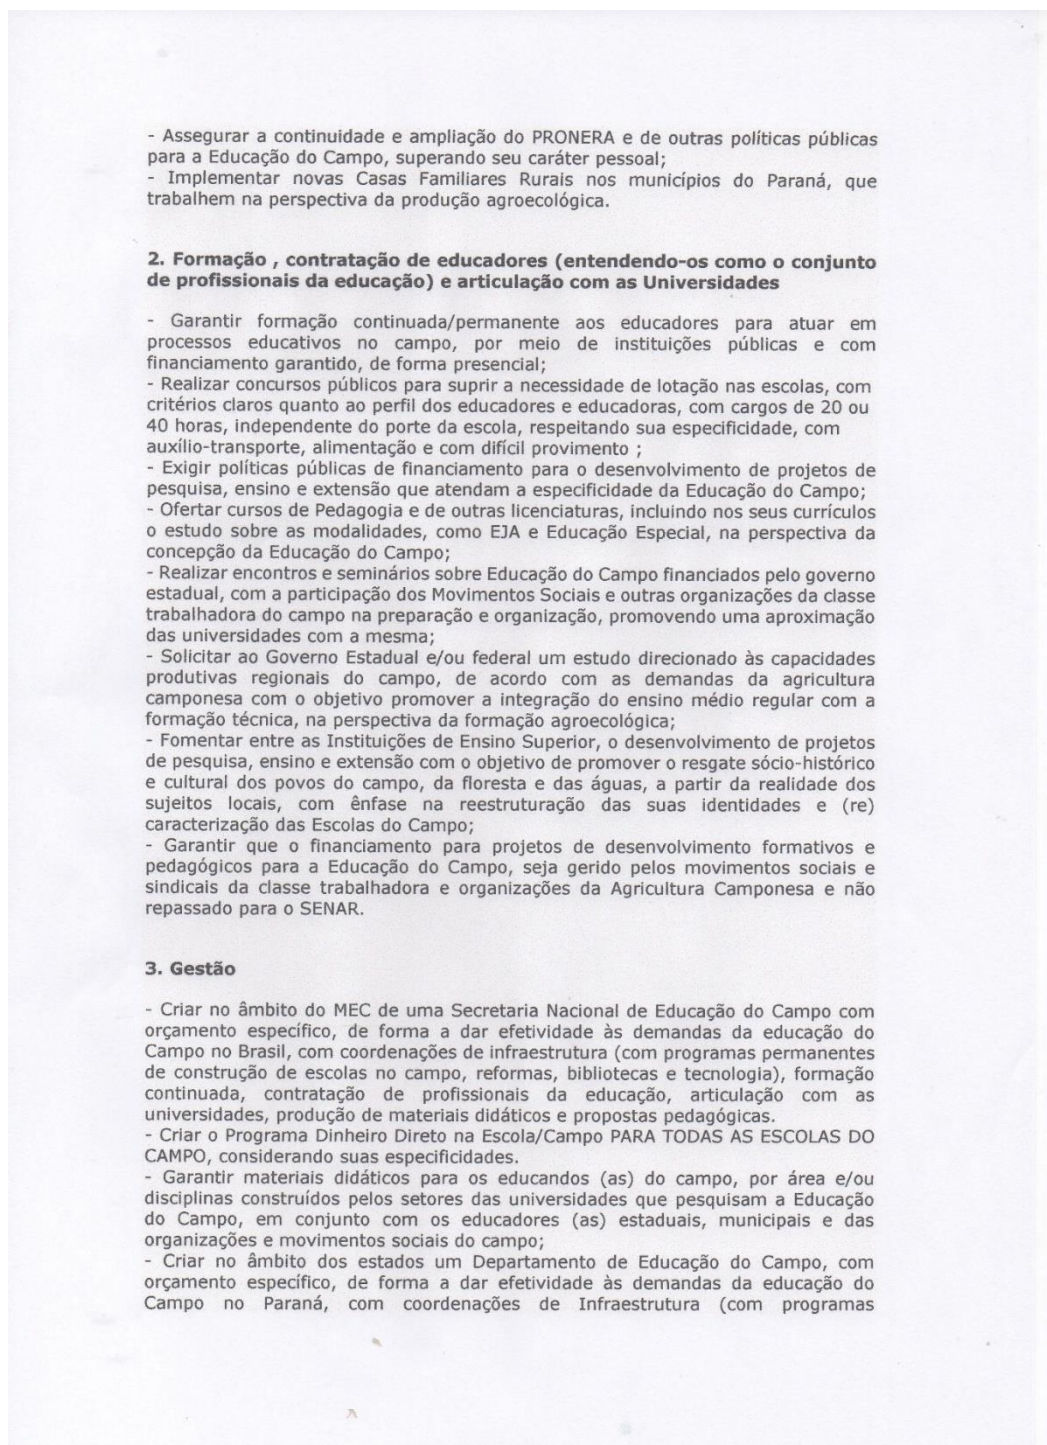 - Assegurar a continuidade e ampliação do PRONERA e de outras políticas públicas
para a Educação do Campo, superando seu caráter pessoal;
- Implementar novas Casas Familiares Rurais nos municípios do Paraná, que
trabalhem na perspectiva da produção agroecológica.
2. Formação , contratação de educadores (entendendo-os como o conjunto
de profissionais da educação) e articulação com as Universidades
- Garantir formação continuada/permanente aos educadores para atuar em
processos educativos no campo, por meio de instituições públicas e com
financiamento garantido, de forma presencial;
- Realizar concursos públicos para suprir a necessidade de lotação nas escolas, com
critérios claros quanto ao perfil dos educadores e educadoras, com cargos de 20 ou
40 horas, independente do porte da escola, respeitando sua especificidade, com
auxílio-transporte, alimentação e com difícil provimento ;
- Exigir políticas públicas de financiamento para o desenvolvimento de projetos de
pesquisa, ensino e extensão que atendam a especificidade da Educação do Campo;
- Ofertar cursos de Pedagogia e de outras licenciaturas, incluindo nos seus currículos
o estudo sobre as modalidades, como EJA e Educação Especial, na perspectiva da
concepção da Educação do Campo;
- Realizar encontros e seminários sobre Educação do Campo financiados pelo governo
estadual, com a participação dos Movimentos Sociais e outras organizações da classe
trabalhadora do campo na preparação e organização, promovendo uma aproximação
das universidades com a mesma;
- Solicitar ao Governo Estadual e/ou federal um estudo direcionado às capacidades
produtivas regionais do campo, de acordo com as demandas da agricultura
camponesa com o objetivo promover a integração do ensino médio regular com a
formação técnica, na perspectiva da formação agroecológica;
- Fomentar entre as Instituições de Ensino Superior, o desenvolvimento de projetos
de pesquisa, ensino e extensão com o objetivo de promover o resgate sócio-histórico
e cultural dos povos do campo, da floresta e das águas, a partir da realidade dos
sujeitos locais, com ênfase na reestruturação das suas identidades e (re)
caracterização das Escolas do Campo;
- Garantir que o financiamento para projetos de desenvolvimento formativos e
pedagógicos para a Educação do Campo, seja gerido pelos movimentos sociais e
sindicais da classe trabalhadora e organizações da Agricultura Camponesa e não
repassado para o SENAR.
3. Gestão
- Criar no âmbito do MEC de uma Secretaria Nacional de Educação do Campo com
orçamento específico, de forma a dar efetividade às demandas da educação do
Campo no Brasil, com coordenações de infraestrutura (com programas permanentes
de construção de escolas no campo, reformas, bibliotecas e tecnologia), formação
continuada, contratação de profissionais da educação, articulação com as
universidades, produção de materiais didáticos e propostas pedagógicas.
- Criar o Programa Dinheiro Direto na Escola/Campo PARA TODAS AS ESCOLAS DO
CAMPO, considerando suas especificidades.
- Garantir materiais didáticos para os educandos (as) do campo, por área e/ou
disciplinas construídos pelos setores das universidades que pesquisam a Educação
do Campo, em conjunto com os educadores (as) estaduais, municipais e das
organizações e movimentos sociais do campo;
- Criar no âmbito dos estados um Departamento de Educação do Campo, com
orçamento específico, de forma a dar efetividade às demandas da educação do
Campo no Paraná, com coordenações de Infraestrutura (com programas